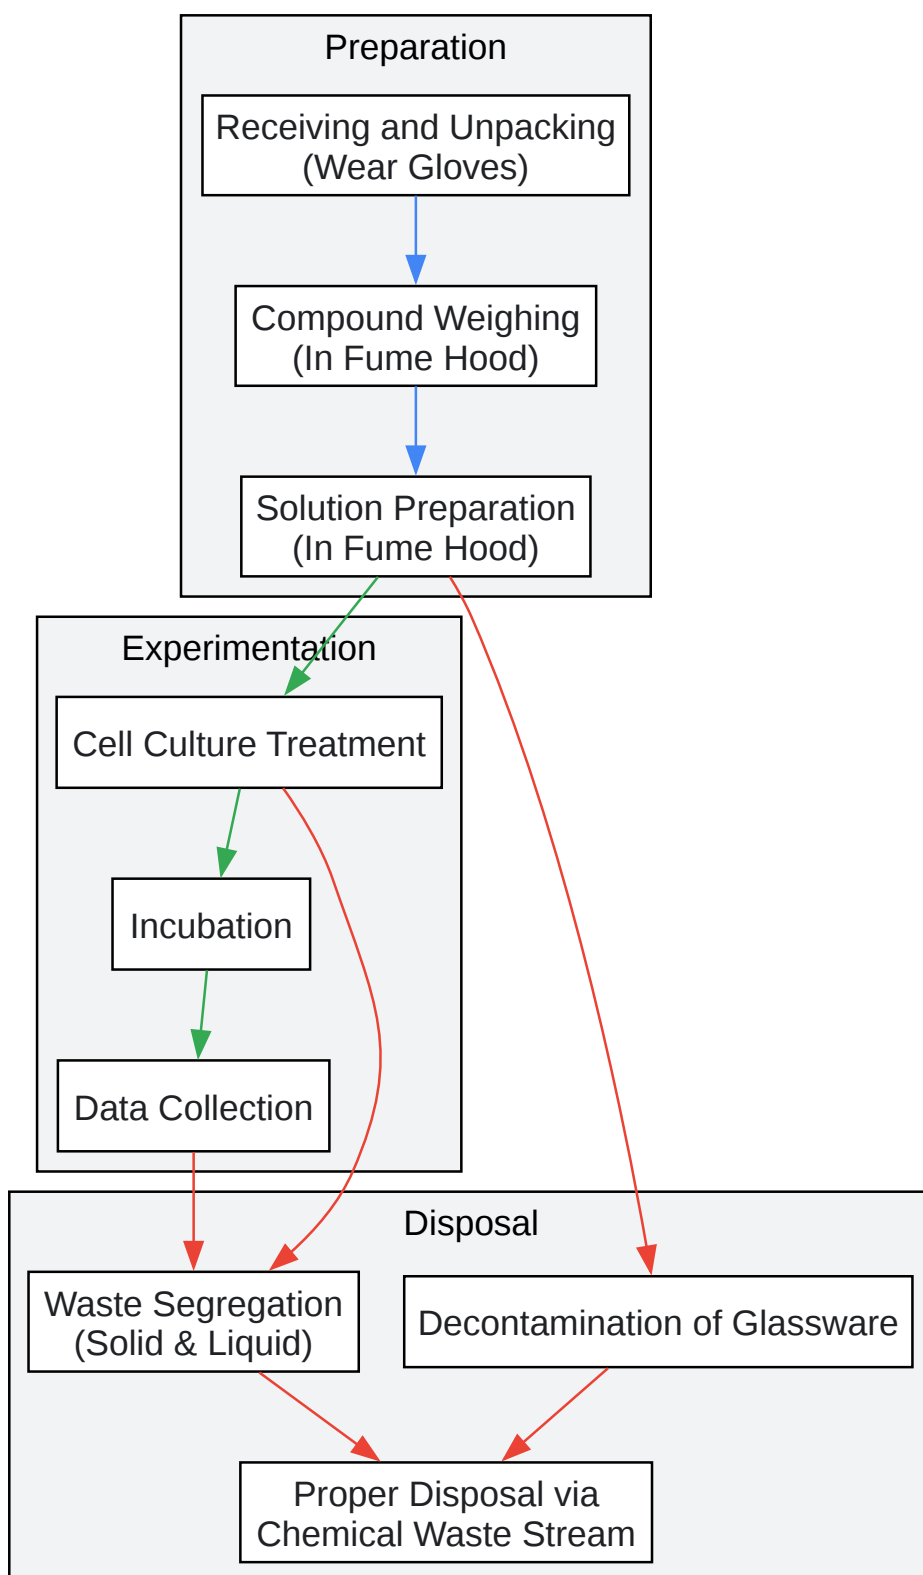 Preparation
Receiving and Unpacking
(Wear Gloves)
Compound Weighing
(In Fume Hood)
Solution Preparation
(In Fume Hood)
Experimentation
Cell Culture Treatment
Incubation
Data Collection
Disposal
Waste Segregation
(Solid & Liquid)
Decontamination of Glassware
Proper Disposal via
Chemical Waste Stream